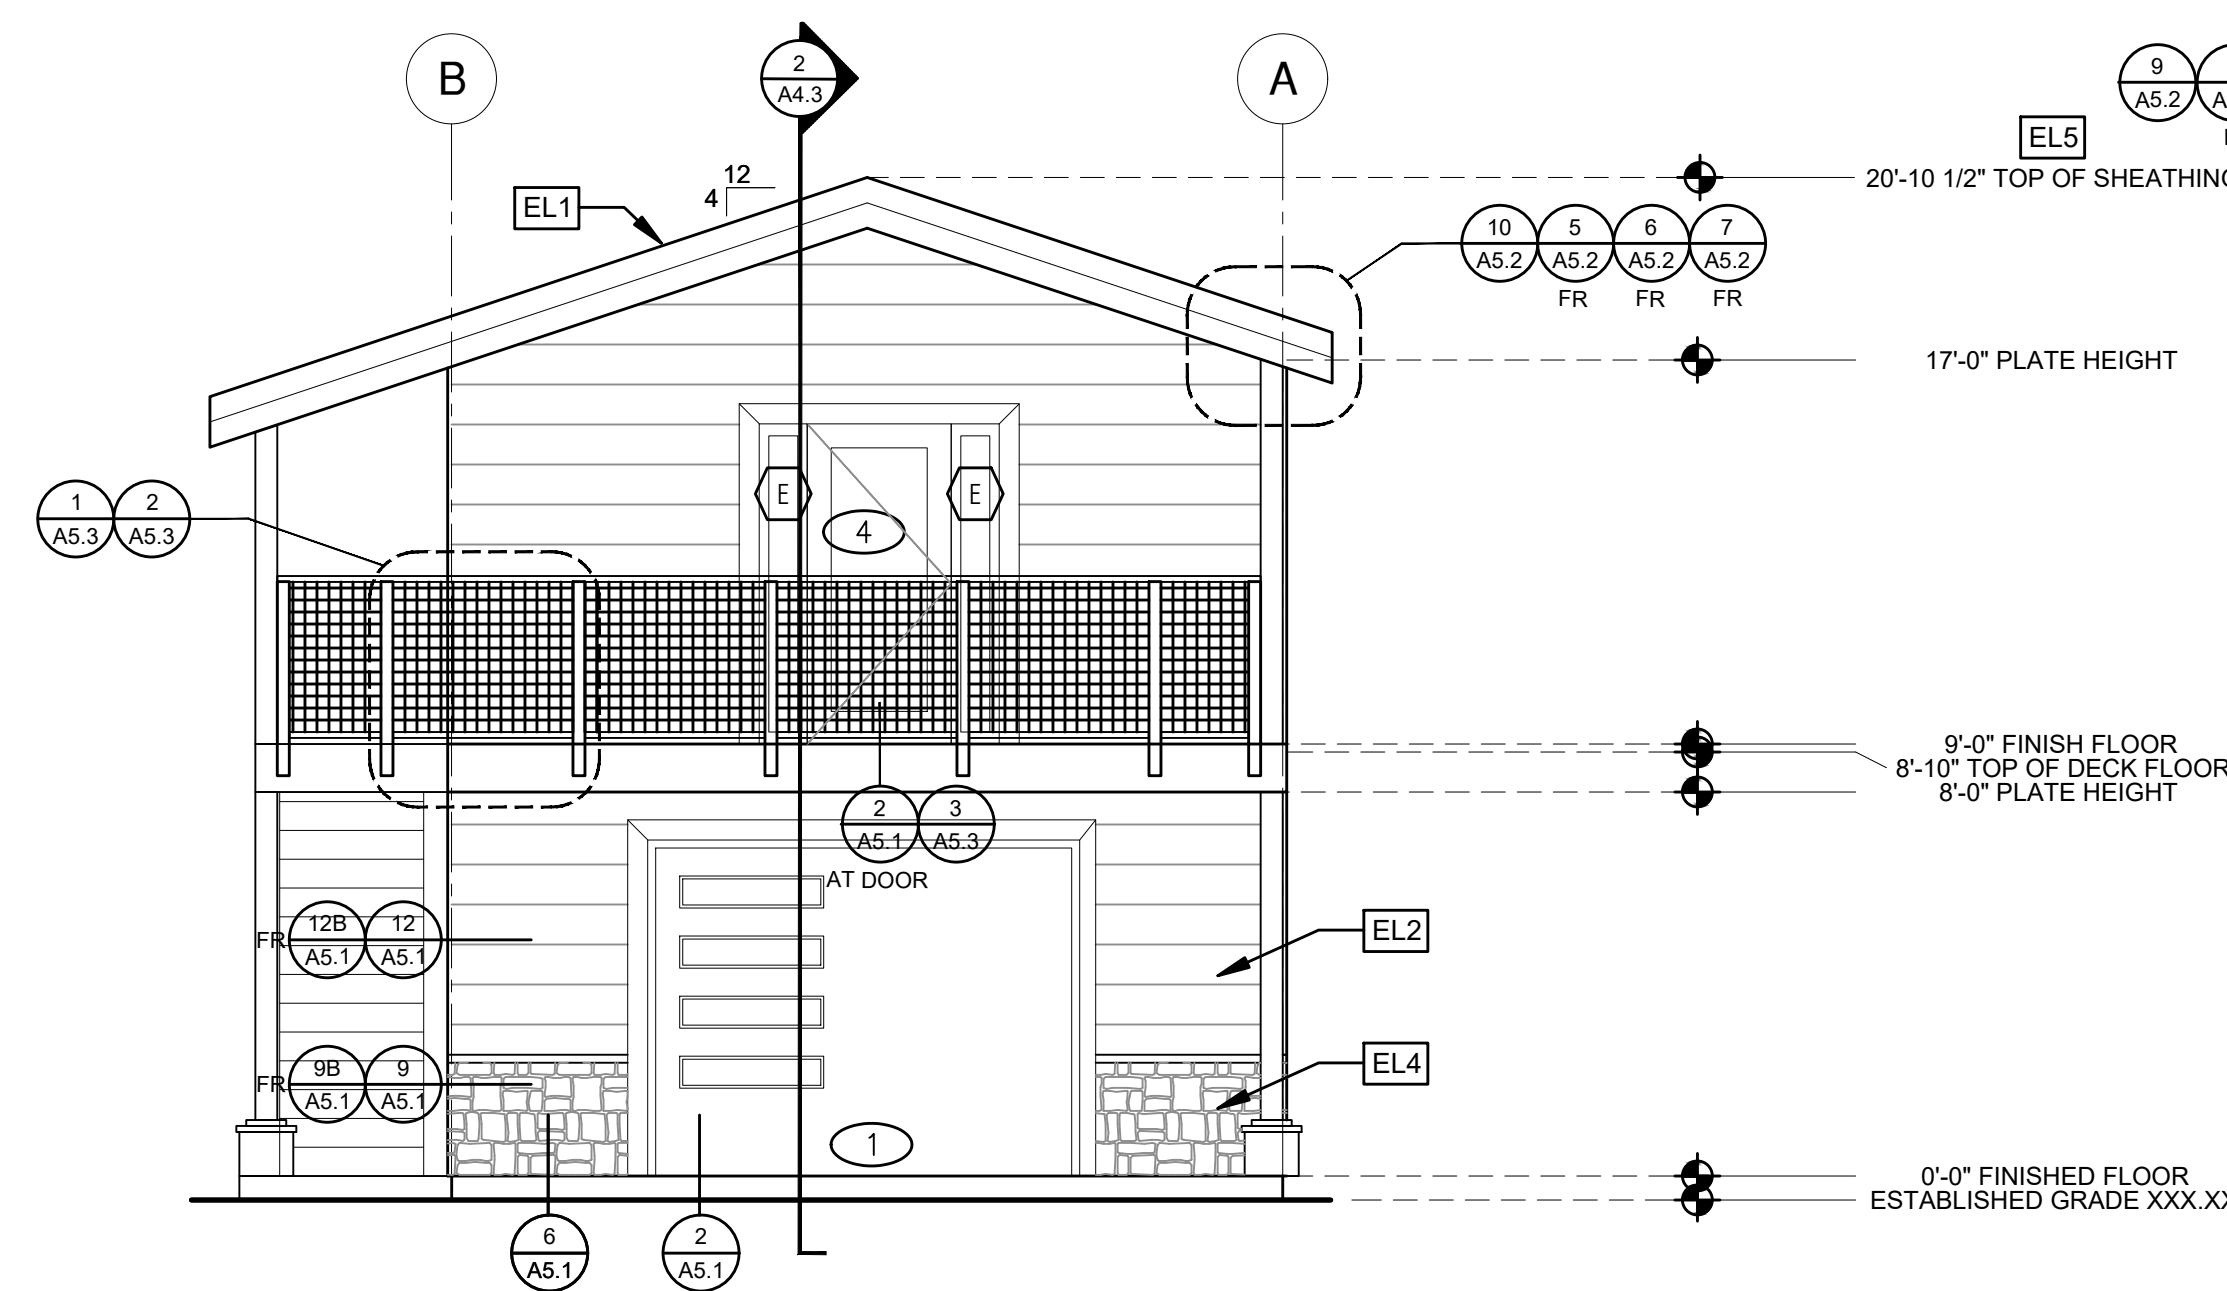 B
2
A4.3
A
9
A5.2
EL5
12
4
EL1
20'-10 1/2" TOP OF SHEATHING
10 5 6 7
A5.2 A5.2 A5.2 A5.2
FR FR FR
17'-0" PLATE HEIGHT
1 2
A5.3 A5.3
E E
4
9'-0" FINISH FLOOR
8'-10" TOP OF DECK FLOOR
8'-0" PLATE HEIGHT
2 3
A5.1 A5.3
AT DOOR
12B 12
FR
A5.1 A5.1
EL2
9B 9
FR
A5.1 A5.1
EL4
1
0'-0" FINISHED FLOOR
ESTABLISHED GRADE XXX.XX
6 2
A5.1 A5.1